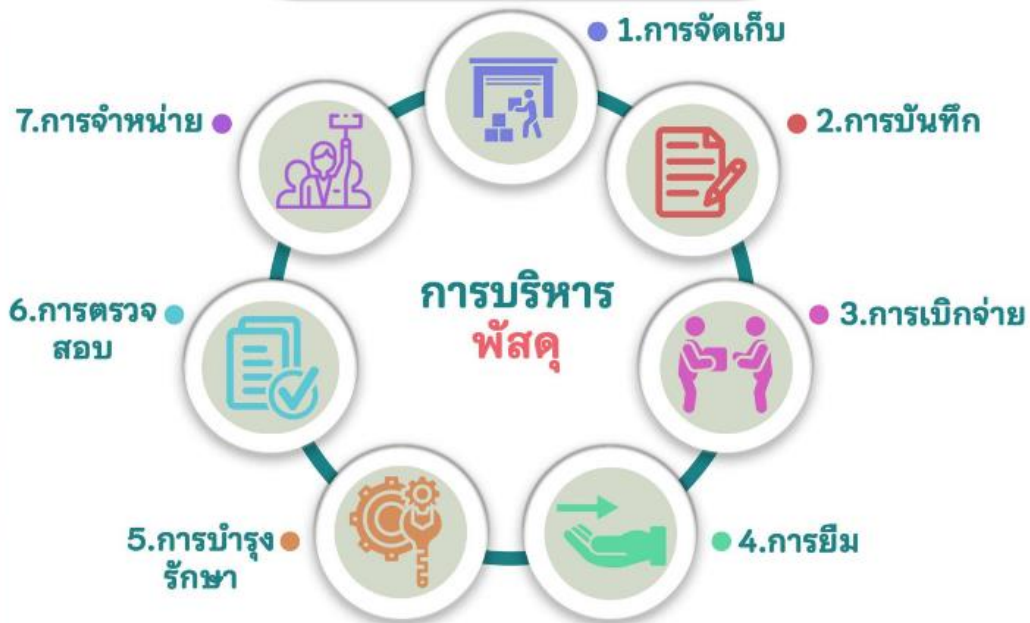 1.การจัดเก็บ
2.การบันทึก
3.การเบิกจ่าย
4.การยืม
5.การบำรุง
รักษา
6.การตรวจ
สอบ
7.การจำหน่าย
การบริหาร
พัสดุ